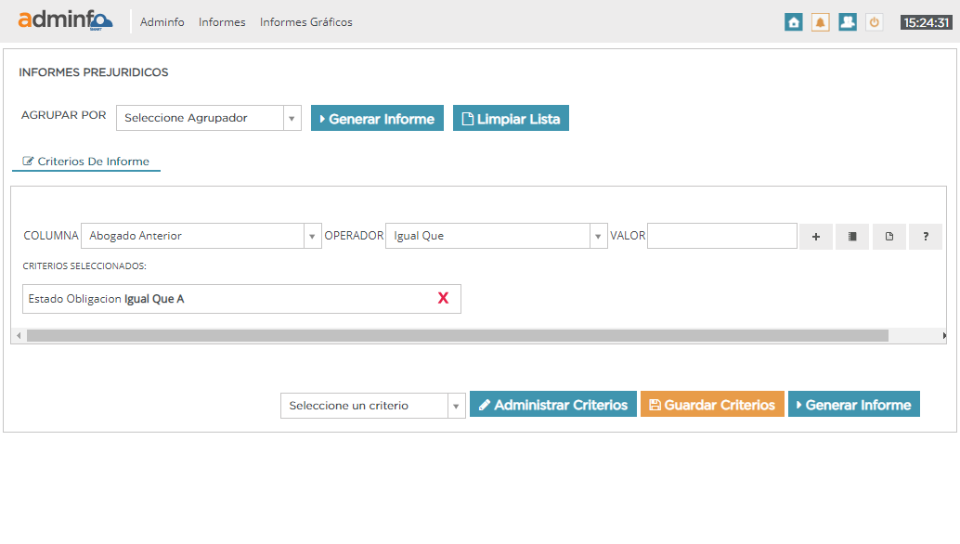 adminfo
SMART
Adminfo Informes Informes Gráficos 15:24:31
INFORMES PREJURIDICOS
AGRUPAR POR Seleccione Agrupador Generar Informe Limpiar Lista
Criterios De Informe
COLUMNA Abogado Anterior OPERADOR Igual Que VALOR + ?
CRITERIOS SELECCIONADOS:
Estado Obligacion Igual Que A X
Seleccione un criterio Administrar Criterios Guardar Criterios Generar Informe